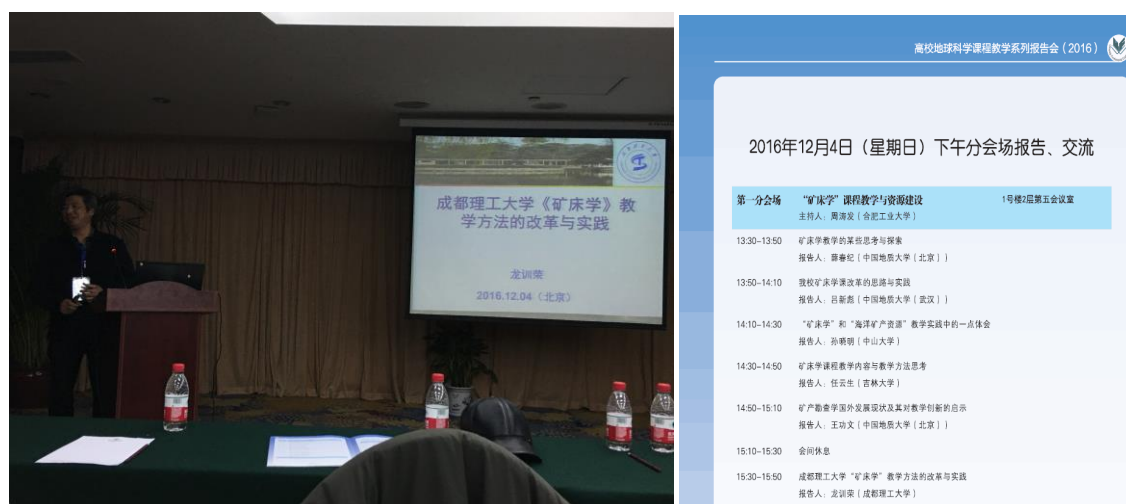 成都理工大学《矿床学》教
学方法的改革与实践
龙训荣
2016.12.04（北京）
高校地球科学课程教学系列报告会（2016）
2016年12月4日（星期日）下午分会场报告、交流
第一分会场 “矿床学”课程教学与资源建设 1号楼2层第五会议室
主持人：周涛发（合肥工业大学）
13:30-13:50 矿床学教学的某些思考与探索
报告人：薛春纪（中国地质大学（北京））
13:50-14:10 我校矿床学课改革的思路与实践
报告人：吕新彪（中国地质大学（武汉））
14:10-14:30 “矿床学”和“海洋矿产资源”教学实践中的一点体会
报告人：孙晓明（中山大学）
14:30-14:50 矿床学课程教学内容与教学方法思考
报告人：任云生（吉林大学）
14:50-15:10 矿产勘查学国外发展现状及其对教学创新的启示
报告人：王功文（中国地质大学（北京））
15:10-15:30 会间休息
15:30-15:50 成都理工大学“矿床学”教学方法的改革与实践
报告人：龙训荣（成都理工大学）